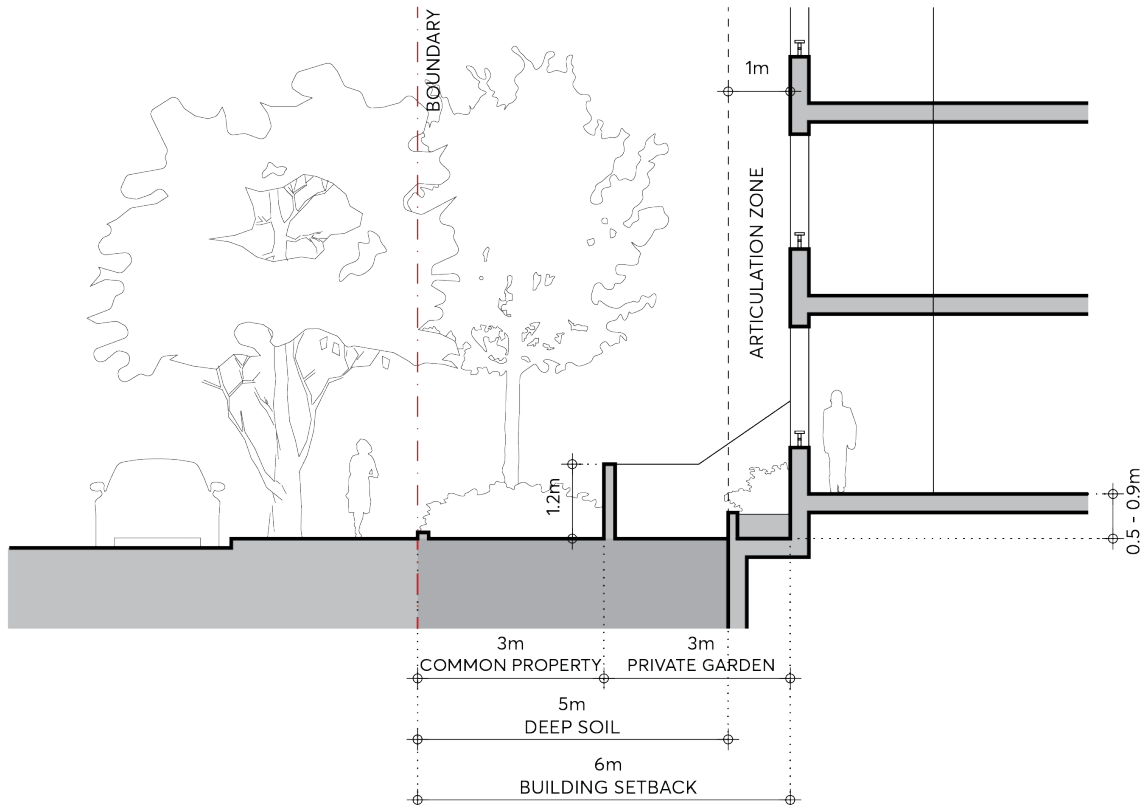 BOUNDARY
1m
ARTICULATION ZONE
1.2m
0.5 - 0.9m
3m
COMMON PROPERTY
3m
PRIVATE GARDEN
5m
DEEP SOIL
6m
BUILDING SETBACK